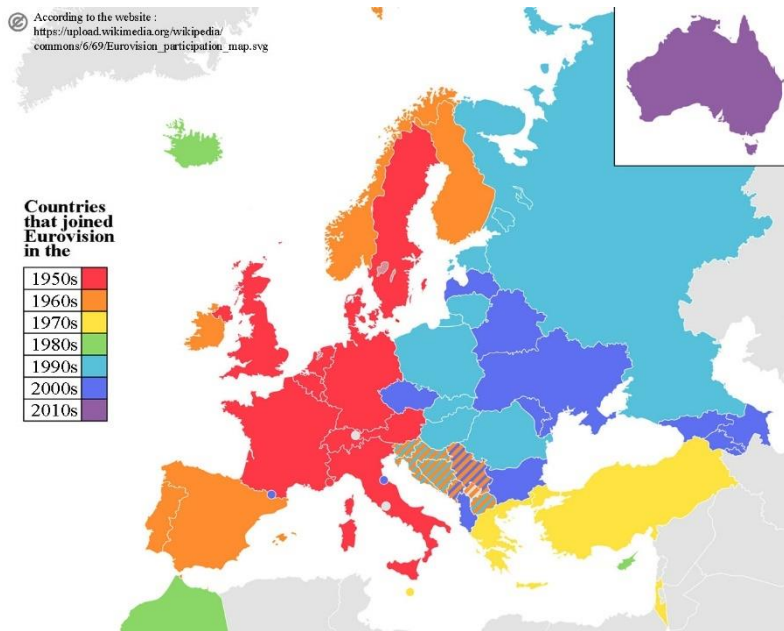 According to the website :
https://upload.wikimedia.org/wikipedia/
commons/6/69/Eurovision_participation_map.svg
Countries
that joined
Eurovision
in the
1950s
1960s
1970s
1980s
1990s
2000s
2010s